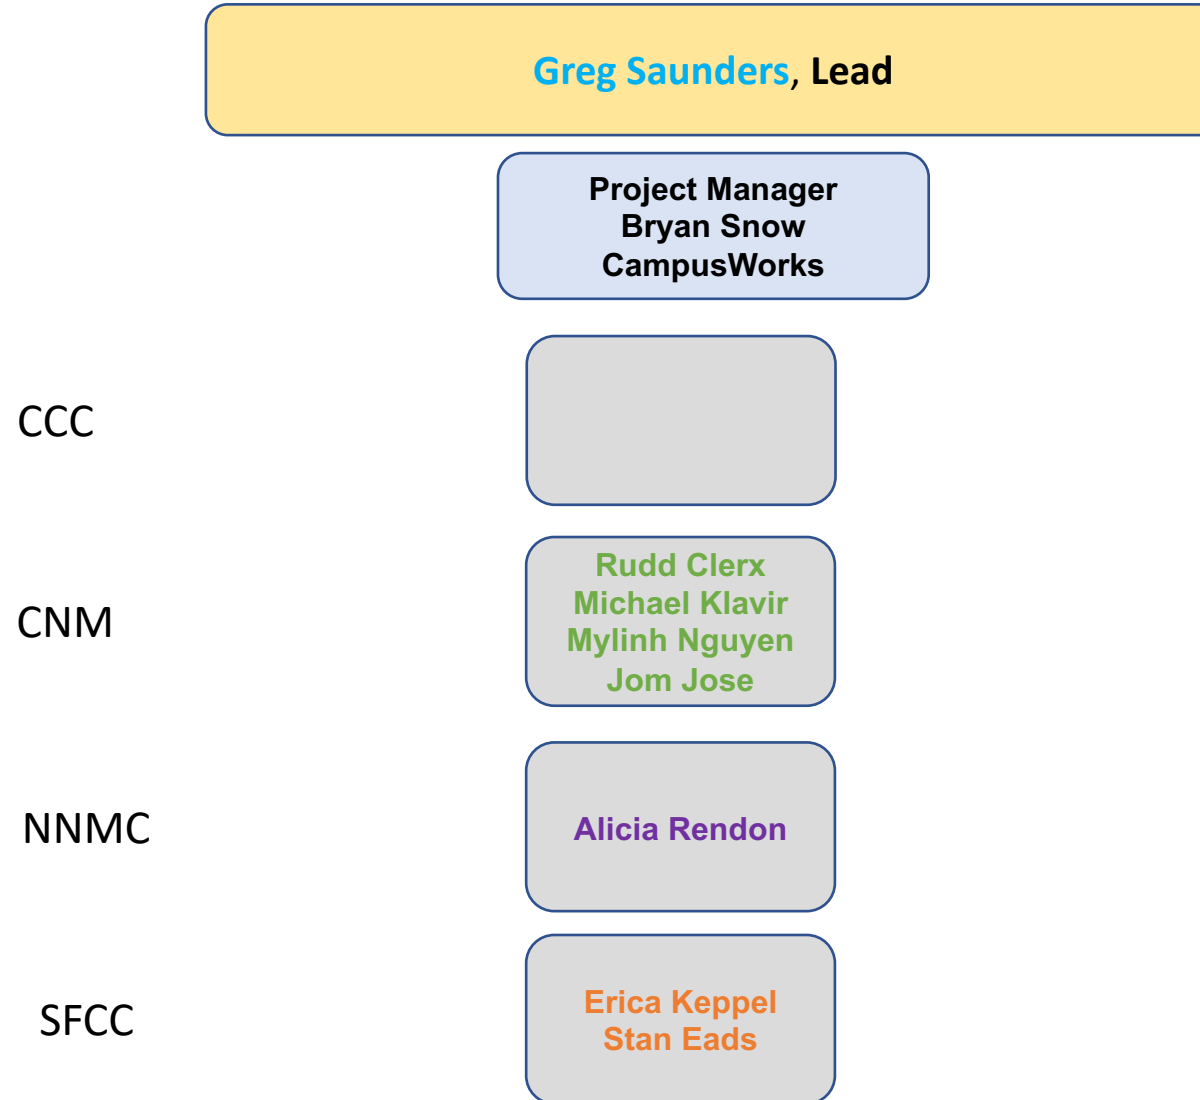 Greg Saunders, Lead
Project Manager
Bryan Snow
CampusWorks
CCC
CNM
Rudd Clerx
Michael Klavir
Mylinh Nguyen
Jom Jose
NNMC
Alicia Rendon
SFCC
Erica Keppel
Stan Eads